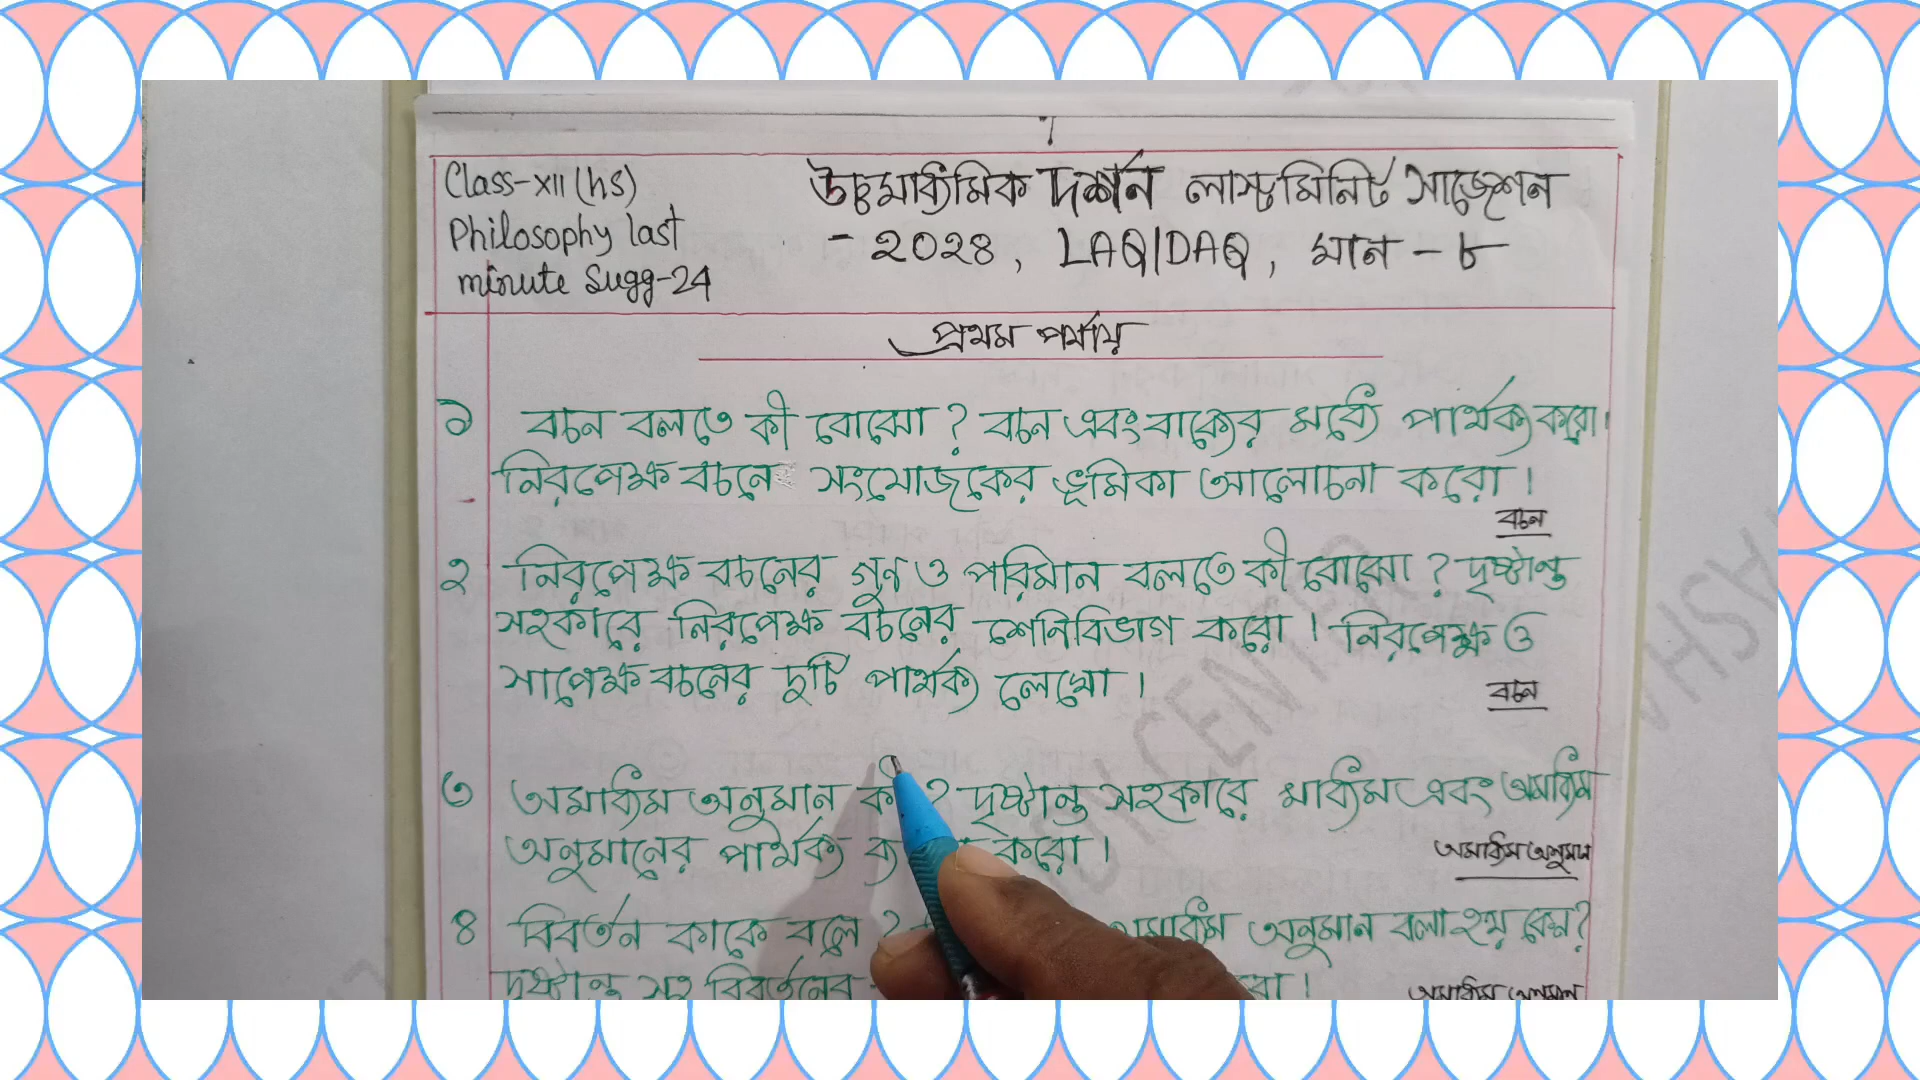 Class-XII (hs)
Philosophy last
minute Sugg-24
উচ্চমাধ্যমিক দর্শন লাস্টমিনিট সাজেশন
- ২০২৪, LAQ/DAQ, মান - ৮
প্রথম পর্যায়
১ বচন বলতে কী বোঝো? বচন এবং বাক্যের মধ্যে পার্থক্য করো।
নিরপেক্ষ বচনে সংযোজকের ভূমিকা আলোচনা করো।
বচন
২ নিরপেক্ষ বচনের গুণ ও পরিমান বলতে কী বোঝো? দৃষ্টান্ত
সহকারে নিরপেক্ষ বচনের শেনিবিভাগ করো। নিরপেক্ষ ও
সাপেক্ষ বচনের দুটি পার্থক্য লেখো।
বচন
৩ অমাধ্যম অনুমান ? দৃষ্টান্ত সহকারে মাধ্যম এবং অমাধ্যম
অনুমানের পার্থক্য করো।
অমাধ্যম অনুমান
৪ বিবর্তন কাকে বলে? অমাধ্যম অনুমান বলা হয় কেন?
দৃষ্টান্ত সহ বিবর্তনের
অমাধ্যম অনুমান
CENTRE